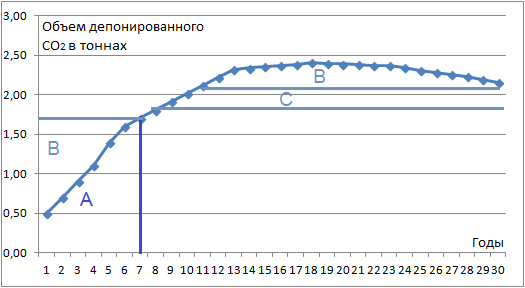 Объем депонированного
CO2 в тоннах
3,00
2,50
2,00
1,50
1,00
0,50
0,00
B
C
B
A
Годы
1 2 3 4 5 6 7 8 9 10 11 12 13 14 15 16 17 18 19 20 21 22 23 24 25 26 27 28 29 30